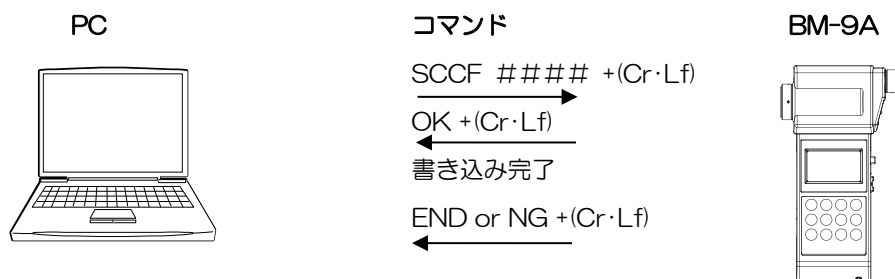 PC
コマンド
BM-9A
SCCF ＃＃＃＃ +(Cr·Lf)
OK +(Cr·Lf)
書き込み完了
END or NG +(Cr·Lf)